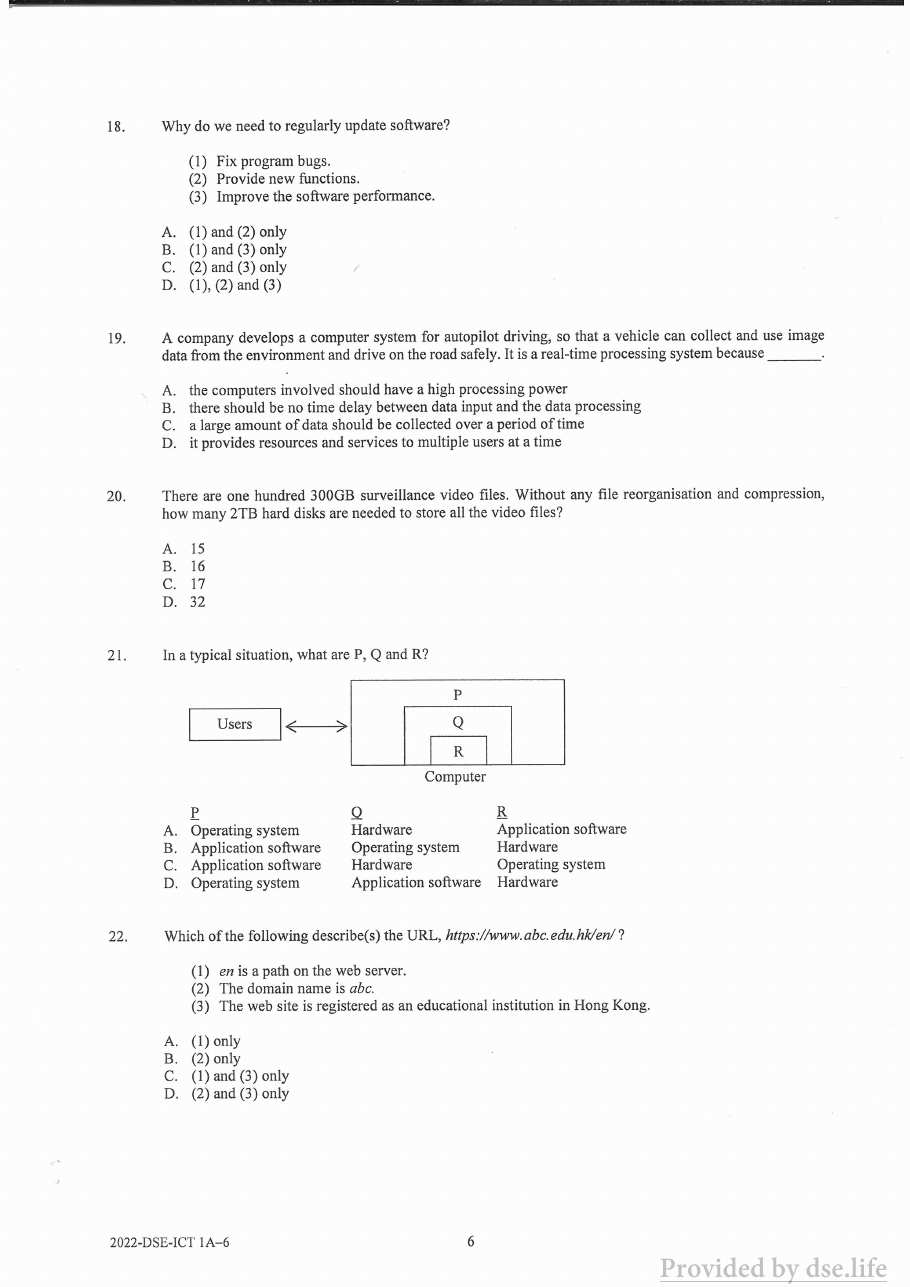 18. Why do we need to regularly update software?
(1) Fix program bugs.
(2) Provide new functions.
(3) Improve the software performance.
A. (1) and (2) only
B. (1) and (3) only
C. (2) and (3) only
D. (1), (2) and (3)
19. A company develops a computer system for autopilot driving, so that a vehicle can collect and use image
data from the environment and drive on the road safely. It is a real-time processing system because _______.
A. the computers involved should have a high processing power
B. there should be no time delay between data input and the data processing
C. a large amount of data should be collected over a period of time
D. it provides resources and services to multiple users at a time
20. There are one hundred 300GB surveillance video files. Without any file reorganisation and compression,
how many 2TB hard disks are needed to store all the video files?
A. 15
B. 16
C. 17
D. 32
21. In a typical situation, what are P, Q and R?
P
Users Q
R
Computer
P Q R
A. Operating system Hardware Application software
B. Application software Operating system Hardware
C. Application software Hardware Operating system
D. Operating system Application software Hardware
22. Which of the following describe(s) the URL, https://www.abc.edu.hk/en/ ?
(1) en is a path on the web server.
(2) The domain name is abc.
(3) The web site is registered as an educational institution in Hong Kong.
A. (1) only
B. (2) only
C. (1) and (3) only
D. (2) and (3) only
2022-DSE-ICT 1A–6 6
Provided by dse.life